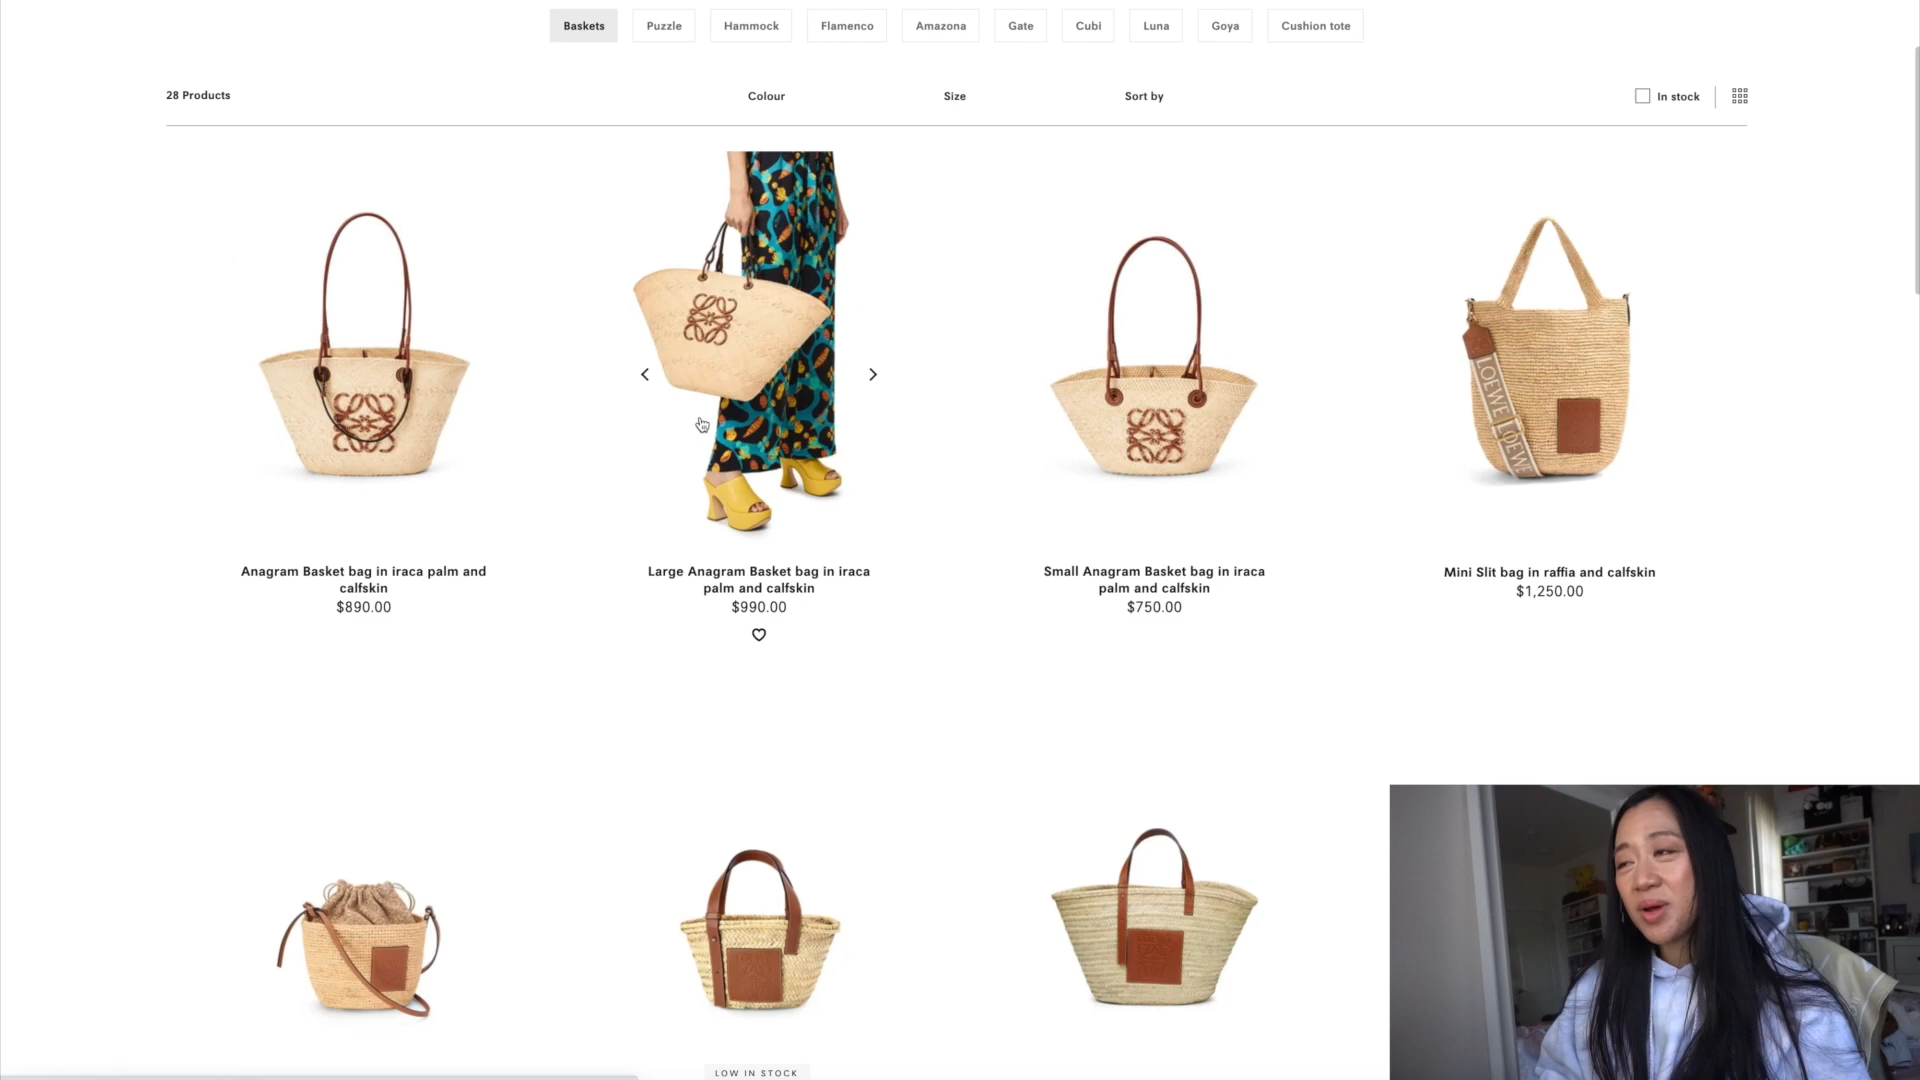 Baskets Puzzle Hammock Flamenco Amazona Gate Cubi Luna Goya Cushion tote
28 Products Colour Size Sort by In stock
LOEWE LOEWE
Anagram Basket bag in iraca palm and
calfskin
$890.00
Large Anagram Basket bag in iraca
palm and calfskin
$990.00
Small Anagram Basket bag in iraca
palm and calfskin
$750.00
Mini Slit bag in raffia and calfskin
$1,250.00
LOW IN STOCK